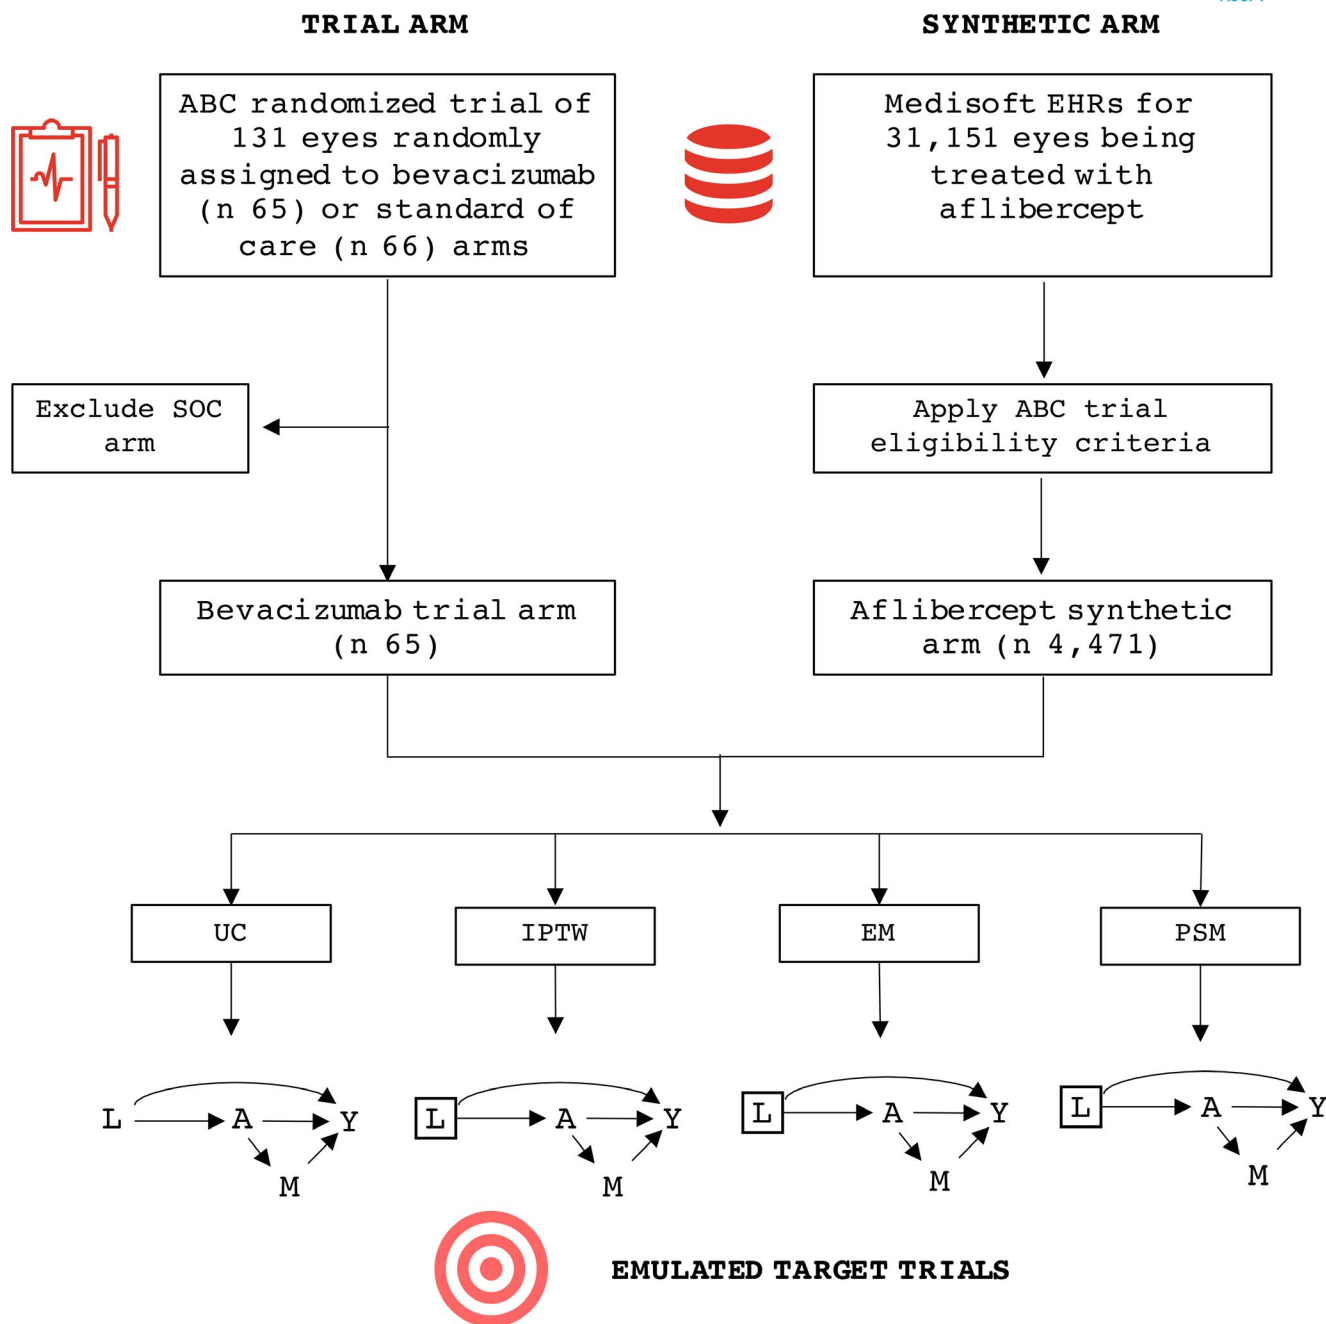 TRIAL ARM
SYNTHETIC ARM
ABC randomized trial of
131 eyes randomly
assigned to bevacizumab
(n 65) or standard of
care (n 66) arms
Medisoft EHRs for
31,151 eyes being
treated with
aflibercept
Exclude SOC
arm
Apply ABC trial
eligibility criteria
Bevacizumab trial arm
(n 65)
Aflibercept synthetic
arm (n 4,471)
UC
IPTW
EM
PSM
L A Y
M
L A Y
M
L A Y
M
L A Y
M
EMULATED TARGET TRIALS